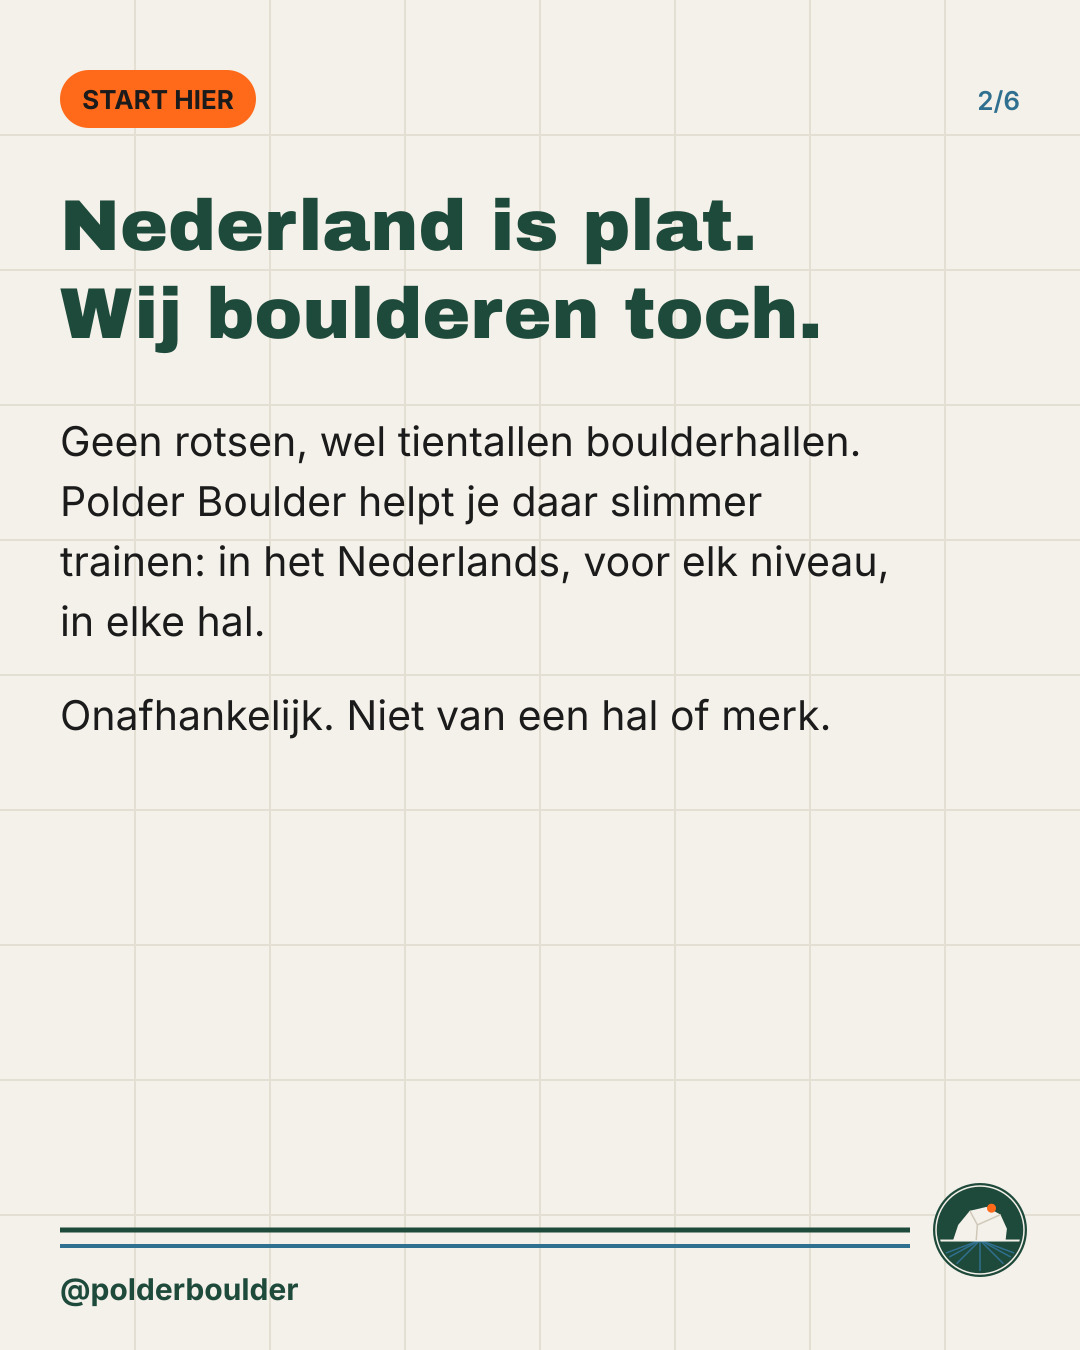 START HIER
2/6
Nederland is plat.
Wij boulderen toch.
Geen rotsen, wel tientallen boulderhallen.
Polder Boulder helpt je daar slimmer
trainen: in het Nederlands, voor elk niveau,
in elke hal.
Onafhankelijk. Niet van een hal of merk.
@polderboulder